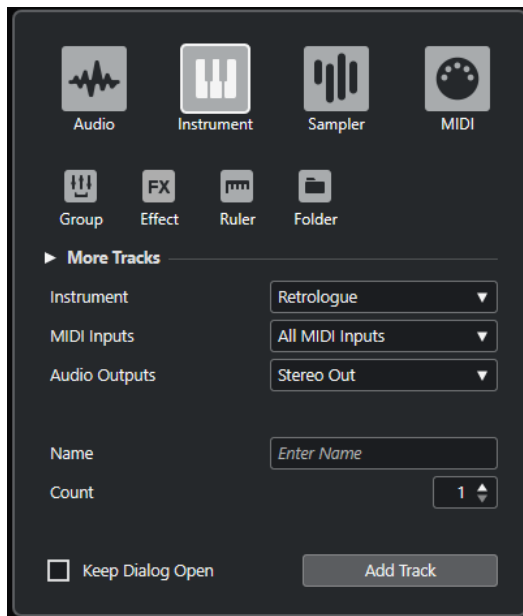 Audio Instrument Sampler MIDI
FX
Group Effect Ruler Folder
More Tracks
Instrument Retrologue
MIDI Inputs All MIDI Inputs
Audio Outputs Stereo Out
Name Enter Name
Count 1
Keep Dialog Open Add Track